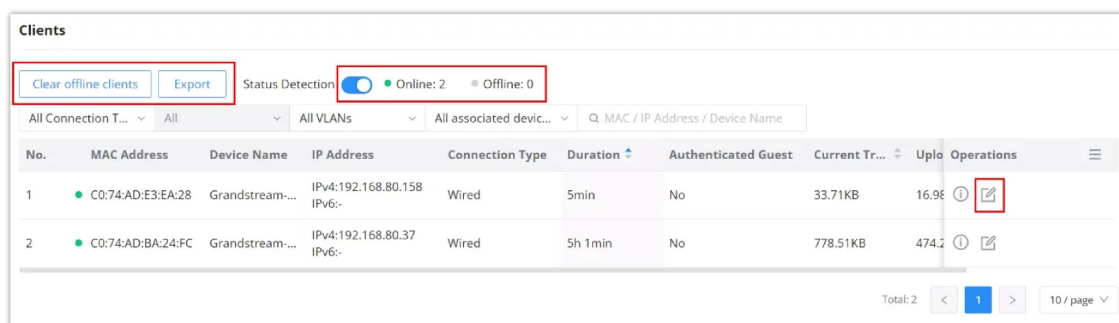 Clients
Clear offline clients Export Status Detection Online: 2 Offline: 0
All Connection T... All All VLANs All associated devic... MAC / IP Address / Device Name
No. MAC Address Device Name IP Address Connection Type Duration Authenticated Guest Current Tr... Uplo Operations
1 C0:74:AD:E3:EA:28 Grandstream-... IPv4:192.168.80.158 Wired 5min No 33.71KB 16.98
IPv6:-
2 C0:74:AD:BA:24:FC Grandstream-... IPv4:192.168.80.37 Wired 5h 1min No 778.51KB 474.2
IPv6:-
Total: 2 < 1 > 10 / page